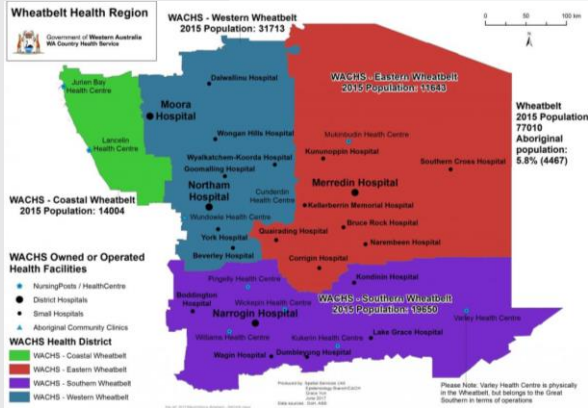 Wheatbelt Health Region
Government of Western Australia
WA Country Health Service
WACHS - Western Wheatbelt
2015 Population: 31713
100 km
N
Jurien Bay
Health Centre
Lancelin
Health Centre
WACHS - Coastal Wheatbelt
2015 Population: 14004
Dalwallinu Hospital
Moora
Hospital
Wongan Hills Hospital
Wyalkatchem-Koorda Hospital
Goomalling Hospital
Northam
Hospital
Cunderdin
Health Centre
Wundowie Health Centre
York Hospital
Beverley Hospital
WACHS - Eastern Wheatbelt
2015 Population: 11643
Mukinbudin Health Centre
Kununoppin Hospital
Southern Cross Hospital
Merredin Hospital
Kellerberrin Memorial Hospital
Bruce Rock Hospital
Quairading Hospital
Narembeen Hospital
Corrigin Hospital
Wheatbelt
2015 Population
77010
Aboriginal
population:
5.8% (4467)
Kondinin Hospital
Pingelly Health Centre
WACHS - Southern Wheatbelt
2015 Population: 19650
Boddington
Hospital
Wickepin Health Centre
Narrogin Hospital
Varley Health Centre
Williams Health Centre
Kukerin Health Centre
Lake Grace Hospital
Wagin Hospital
Dumbleyung Hospital
WACHS Owned or Operated
Health Facilities
NursingPosts / HealthCentre
District Hospitals
Small Hospitals
Aboriginal Community Clinics
WACHS Health District
WACHS - Coastal Wheatbelt
WACHS - Eastern Wheatbelt
WACHS - Southern Wheatbelt
WACHS - Western Wheatbelt
Please Note: Varley Health Centre is physically
in the Wheatbelt, but belongs to the Great
Southern in terms of operations